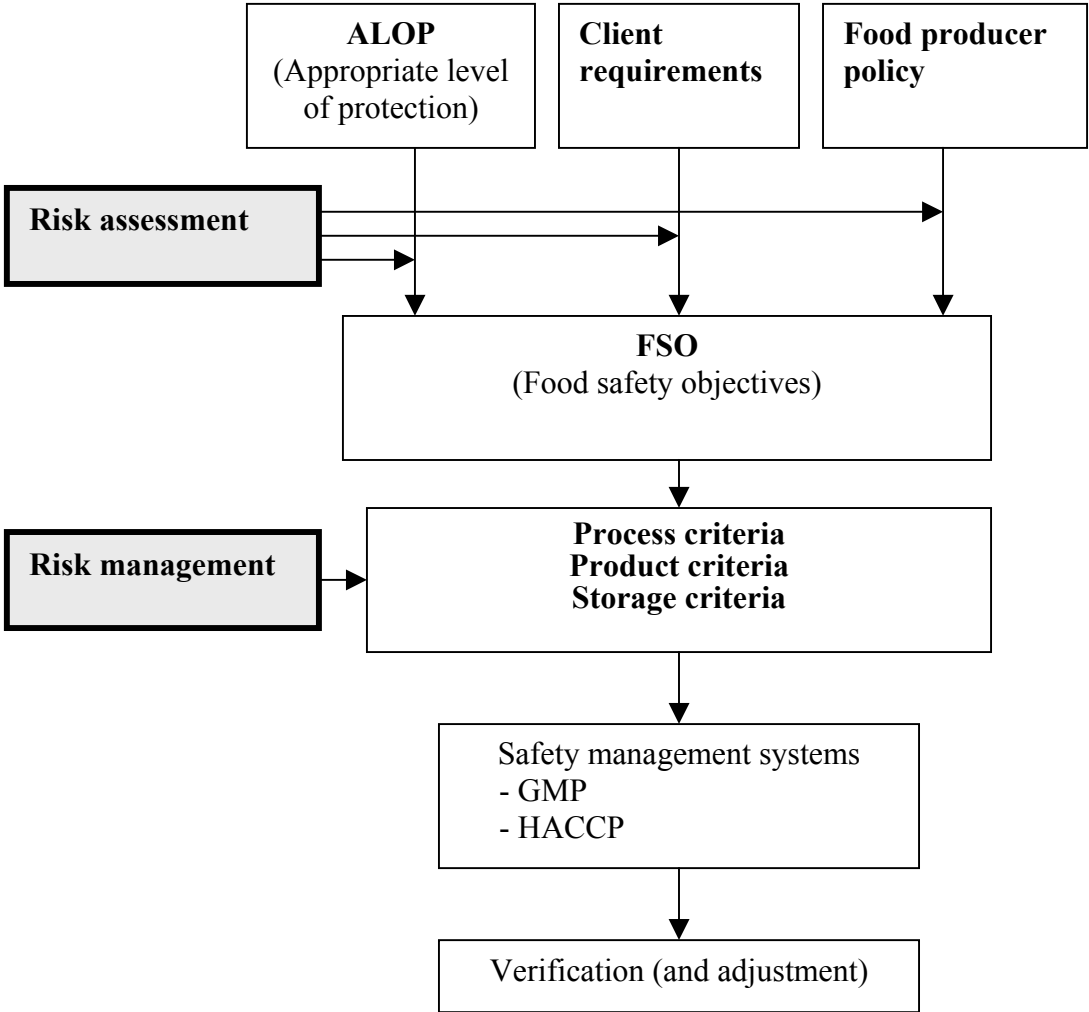 ALOP
(Appropriate level
of protection)
Client
requirements
Food producer
policy
Risk assessment
FSO
(Food safety objectives)
Risk management
Process criteria
Product criteria
Storage criteria
Safety management systems
- GMP
- HACCP
Verification (and adjustment)